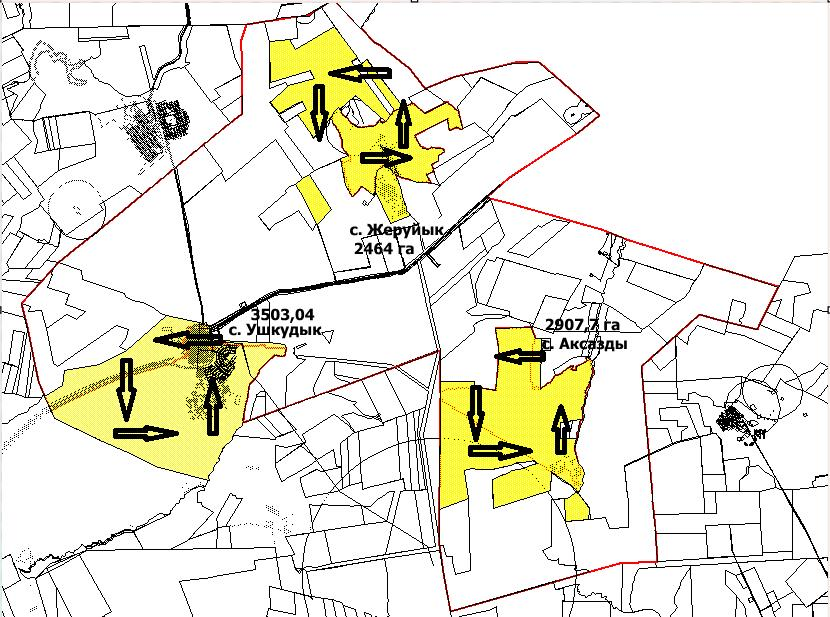 с. Жеруйык
2464 га
3503,04
с. Ушкудык
2907,7 га
с. Аксазды